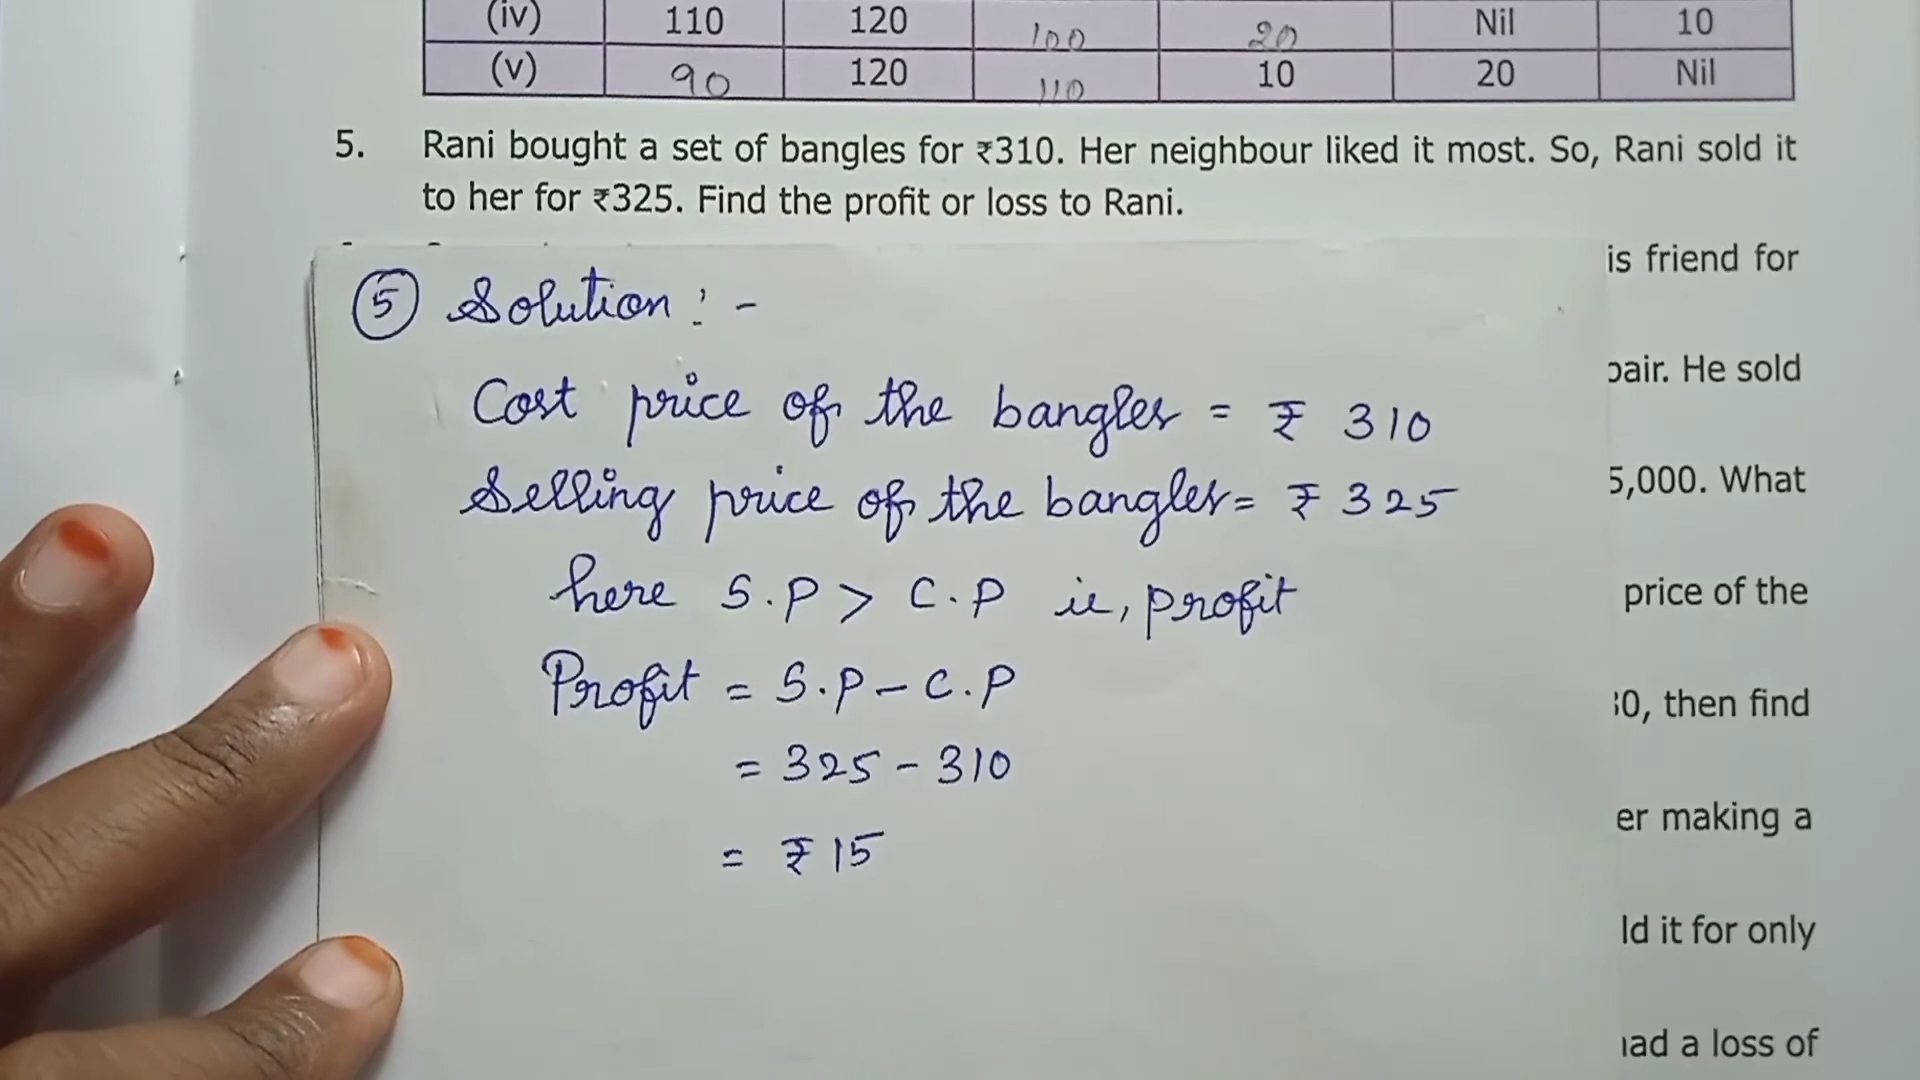 (iv) 110 120 100 20 Nil 10
(v) 90 120 110 10 20 Nil
5. Rani bought a set of bangles for ₹310. Her neighbour liked it most. So, Rani sold it
to her for ₹325. Find the profit or loss to Rani.
is friend for
5 Solution : -
pair. He sold
Cost price of the bangles = ₹ 310
5,000. What
Selling price of the bangles = ₹ 325
price of the
here S.P > C.P ie, profit
Profit = S.P - C.P
0, then find
= 325 - 310
er making a
= ₹ 15
ld it for only
ad a loss of